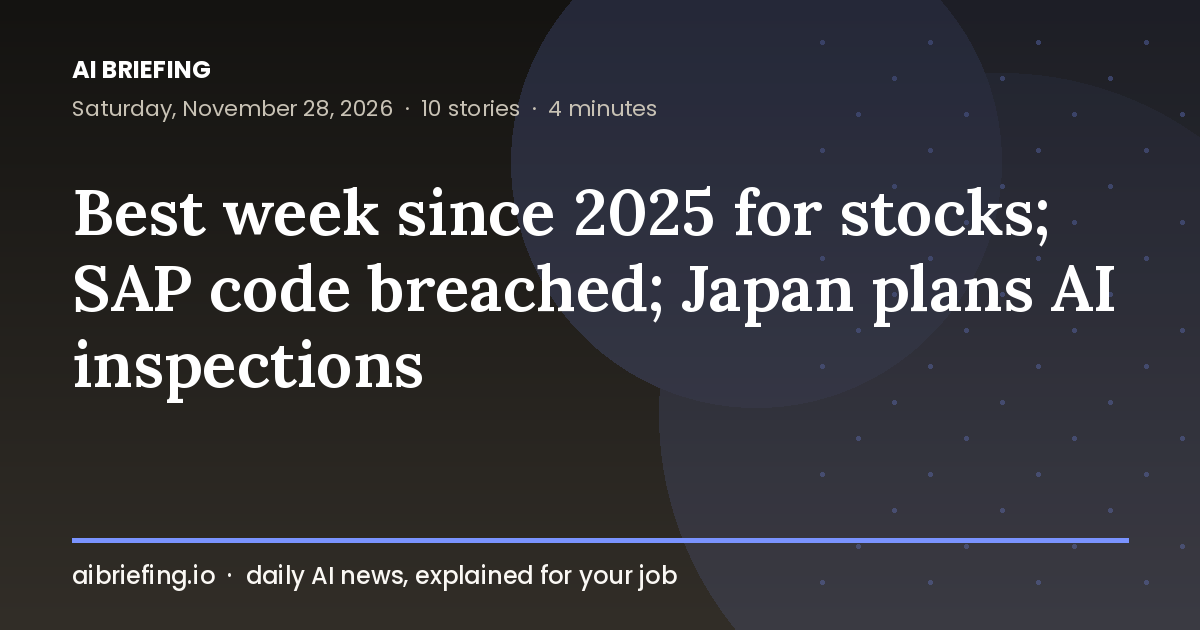 AI BRIEFING
Saturday, November 28, 2026 · 10 stories · 4 minutes
Best week since 2025 for stocks;
SAP code breached; Japan plans AI
inspections
aibriefing.io · daily AI news, explained for your job